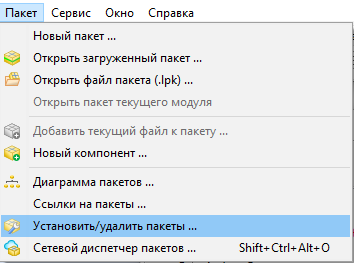 Пакет Сервис Окно Справка
Новый пакет ...
Открыть загруженный пакет ...
Открыть файл пакета (.lpk) ...
Открыть пакет текущего модуля
Добавить текущий файл к пакету ...
Новый компонент ...
Диаграмма пакетов ...
Ссылки на пакеты ...
Установить/удалить пакеты ...
Сетевой диспетчер пакетов ... Shift+Ctrl+Alt+O